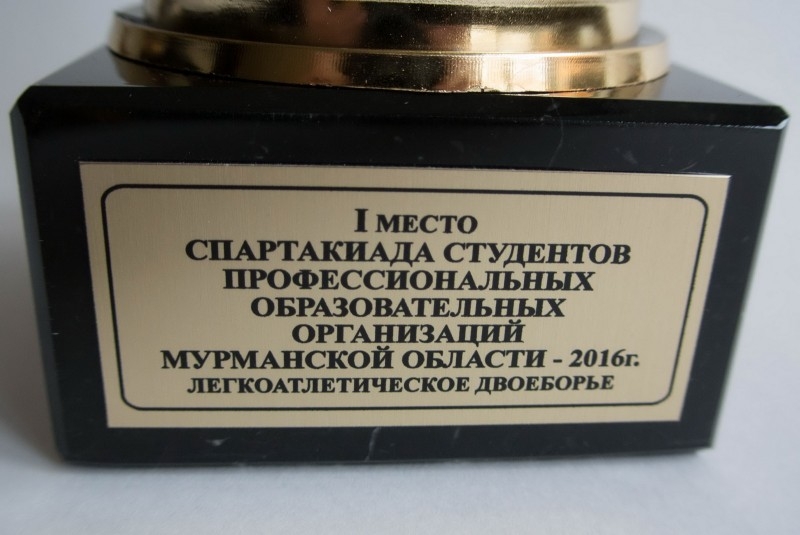 I МЕСТО
СПАРТАКИАДА СТУДЕНТОВ
ПРОФЕССИОНАЛЬНЫХ
ОБРАЗОВАТЕЛЬНЫХ
ОРГАНИЗАЦИЙ
МУРМАНСКОЙ ОБЛАСТИ - 2016г.
ЛЕГКОАТЛЕТИЧЕСКОЕ ДВОЕБОРЬЕ